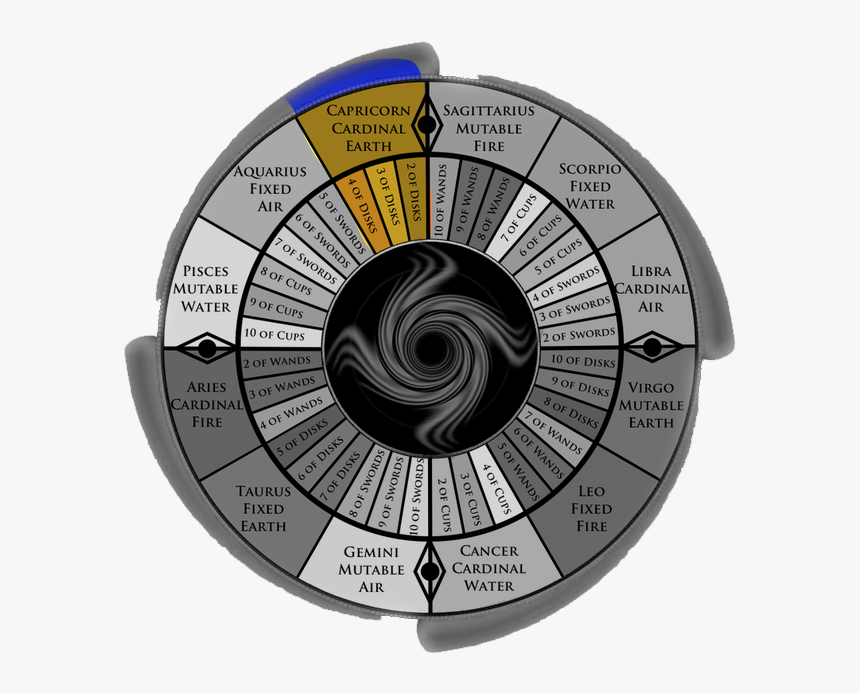 Capricorn
Cardinal
Earth
Sagittarius
Mutable
Fire
Scorpio
Fixed
Water
Libra
Cardinal
Air
Virgo
Mutable
Earth
Leo
Fixed
Fire
Cancer
Cardinal
Water
Gemini
Mutable
Air
Taurus
Fixed
Earth
Aries
Cardinal
Fire
Pisces
Mutable
Water
Aquarius
Fixed
Air
10 of Wands
9 of Wands
8 of Wands
7 of Cups
6 of Cups
5 of Cups
4 of Swords
3 of Swords
2 of Swords
10 of Disks
9 of Disks
8 of Disks
7 of Wands
6 of Wands
5 of Wands
4 of Cups
3 of Cups
2 of Cups
10 of Swords
9 of Swords
8 of Swords
7 of Disks
6 of Disks
5 of Disks
4 of Wands
3 of Wands
2 of Wands
10 of Cups
9 of Cups
8 of Cups
7 of Swords
6 of Swords
5 of Swords
4 of Disks
3 of Disks
2 of Disks